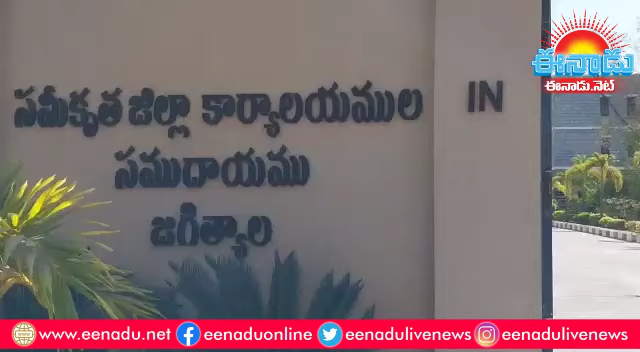 సమీకృత జిల్లా కార్యాలయముల
సముదాయము
జగిత్యాల
IN
ఈనాడు
ఈనాడు.నెట్
www.eenadu.net eenaduonline eenadulivenews eenadulivenews